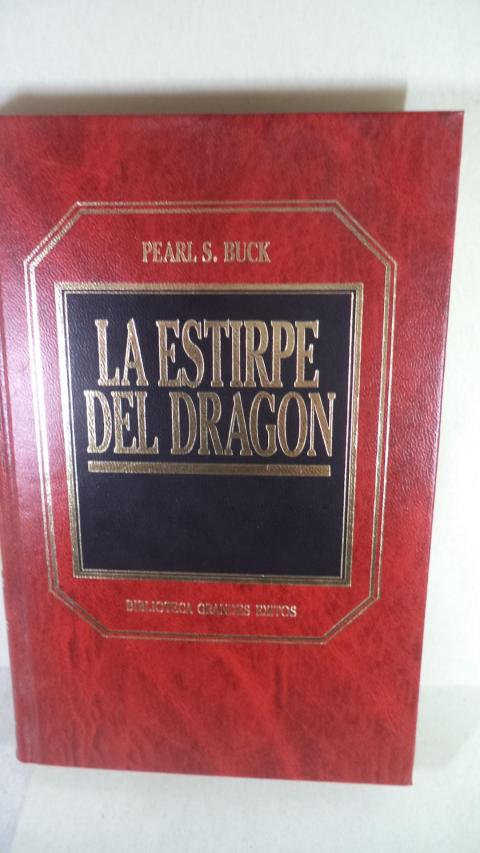 PEARL S. BUCK
LA ESTIRPE
DEL DRAGON
BIBLIOTECA GRANDES EXITOS